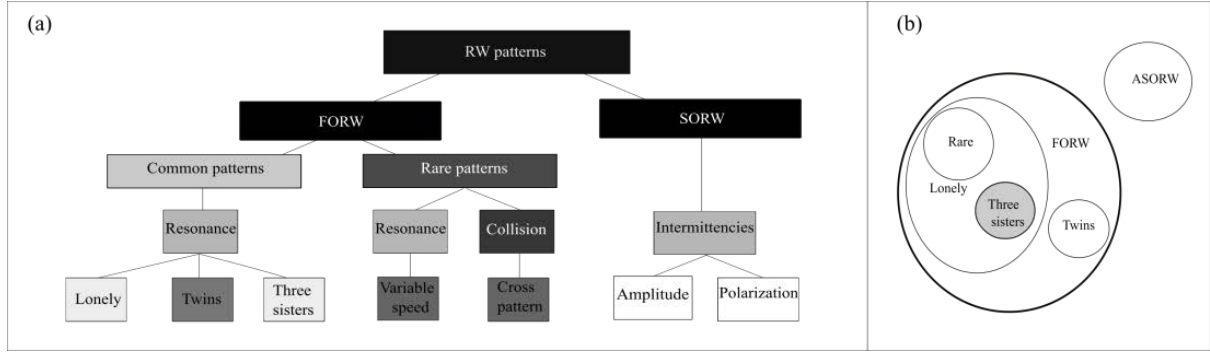 (a)
RW patterns
FORW
SORW
Common patterns
Rare patterns
Resonance
Resonance
Collision
Intermittencies
Lonely
Twins
Three
sisters
Variable
speed
Cross
pattern
Amplitude
Polarization
(b)
ASORW
FORW
Rare
Lonely
Three
sisters
Twins